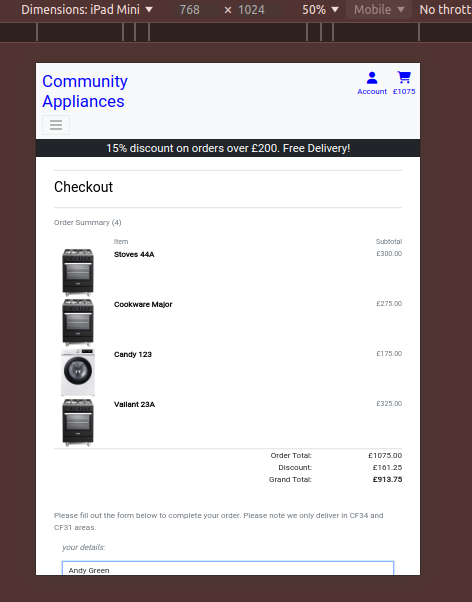 Dimensions: iPad Mini ▼ 768 × 1024 50% ▼ Mobile ▼ No thrott
Community
Appliances
Account £1075
15% discount on orders over £200. Free Delivery!
Checkout
Order Summary (4)
Item Subtotal
Stoves 44A £300.00
Cookware Major £275.00
Candy 123 £175.00
Valiant 23A £325.00
Order Total: £1075.00
Discount: £161.25
Grand Total: £913.75
Please fill out the form below to complete your order. Please note we only deliver in CF34 and
CF31 areas.
your details:
Andy Green